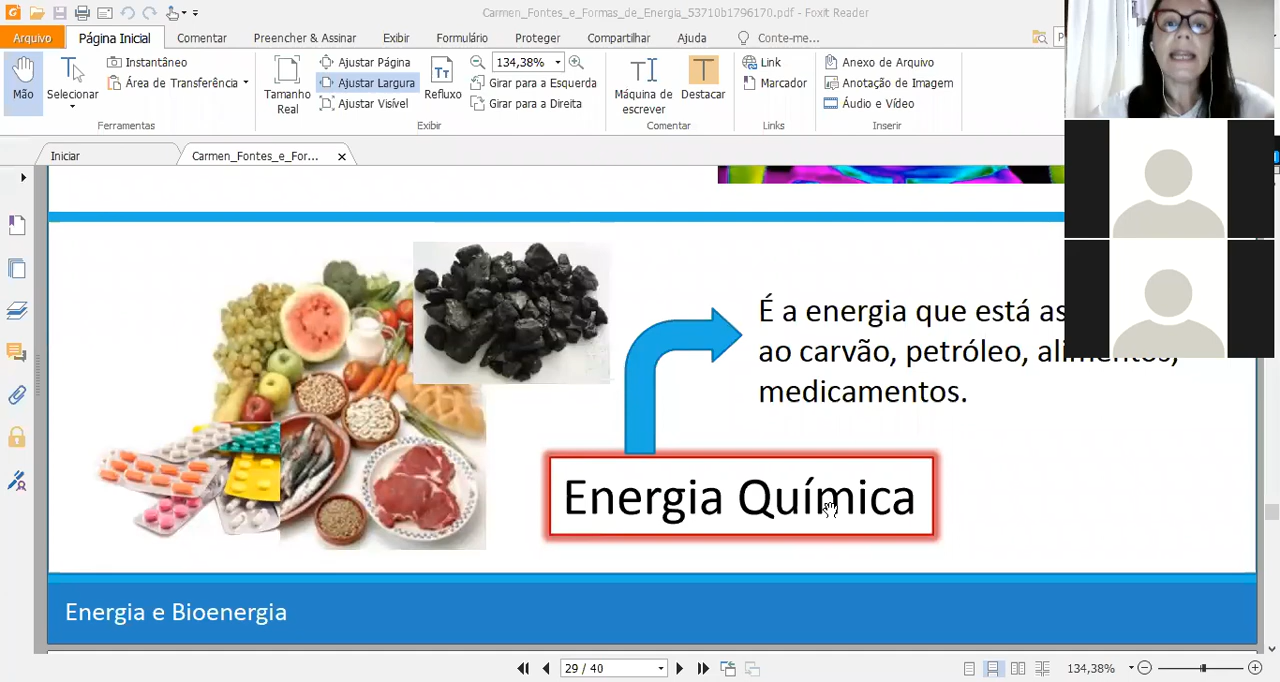 Carmen_Fontes_e_Formas_de_Energia_53710b1796170.pdf - Foxit Reader
Arquivo Página Inicial Comentar Preencher & Assinar Exibir Formulário Proteger Compartilhar Ajuda Conte-me...
Mão
Selecionar
Instantâneo
Área de Transferência
Ferramentas
Tamanho
Real
Ajustar Página
Ajustar Largura
Ajustar Visível
Refluxo
134,38%
Girar para a Esquerda
Girar para a Direita
Exibir
Máquina de
escrever
Destacar
Comentar
Link
Marcador
Links
Anexo de Arquivo
Anotação de Imagem
Áudio e Vídeo
Inserir
Iniciar
Carmen_Fontes_e_For...
É a energia que está
ao carvão, petróleo, alimentos,
medicamentos.
Energia Química
Energia e Bioenergia
29 / 40
134,38%